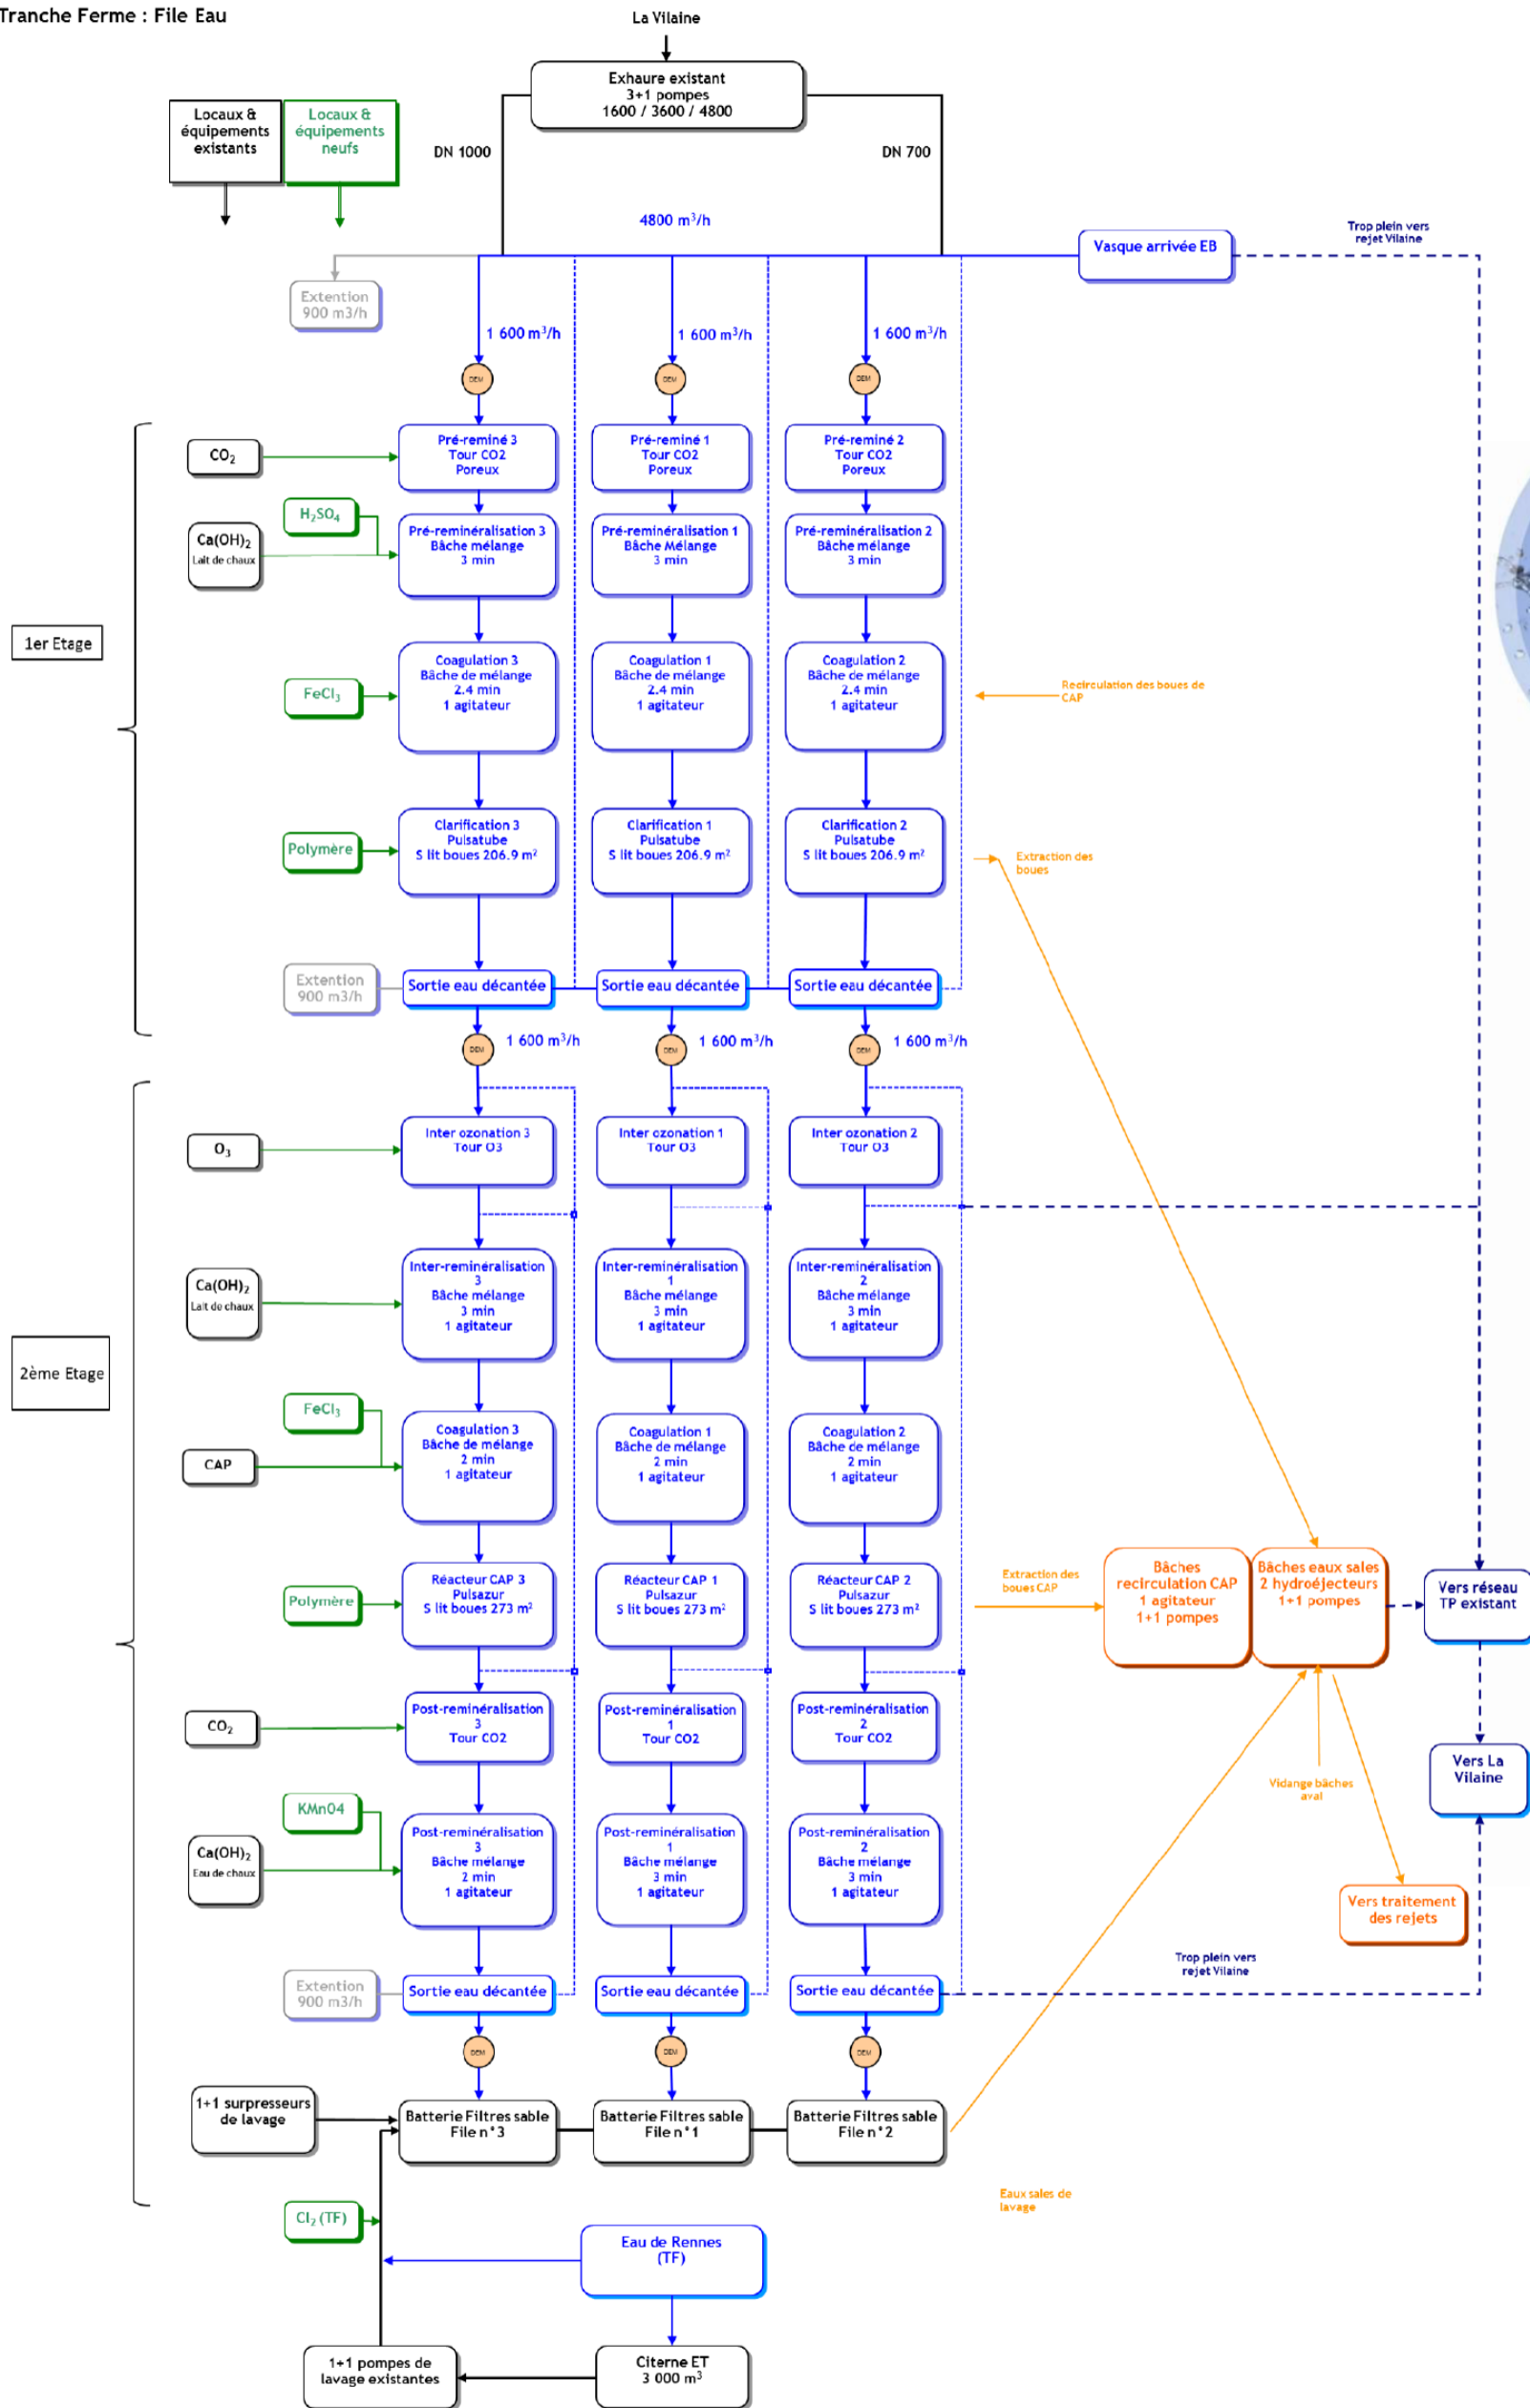 Tranche Ferme : File Eau
La Vilaine
Exhaure existant
3+1 pompes
1600 / 3600 / 4800
Locaux &
équipements
existants
Locaux &
équipements
neufs
DN 1000
DN 700
4800 m³/h
Vasque arrivée EB
Trop plein vers
rejet Vilaine
Extention
900 m3/h
1 600 m³/h
1 600 m³/h
1 600 m³/h
DEM
DEM
DEM
CO₂
Pré-reminé 3
Tour CO2
Poreux
Pré-reminé 1
Tour CO2
Poreux
Pré-reminé 2
Tour CO2
Poreux
H₂SO₄
Ca(OH)₂
Lait de chaux
Pré-reminéralisation 3
Bâche mélange
3 min
Pré-reminéralisation 1
Bâche Mélange
3 min
Pré-reminéralisation 2
Bâche mélange
3 min
1er Etage
FeCl₃
Coagulation 3
Bâche de mélange
2.4 min
1 agitateur
Coagulation 1
Bâche de mélange
2.4 min
1 agitateur
Coagulation 2
Bâche de mélange
2.4 min
1 agitateur
Recirculation des boues de
CAP
Polymère
Clarification 3
Pulsatube
S lit boues 206.9 m²
Clarification 1
Pulsatube
S lit boues 206.9 m²
Clarification 2
Pulsatube
S lit boues 206.9 m²
Extraction des
boues
Extention
900 m3/h
Sortie eau décantée
Sortie eau décantée
Sortie eau décantée
DEM
1 600 m³/h
DEM
1 600 m³/h
DEM
1 600 m³/h
O₃
Inter ozonation 3
Tour O3
Inter ozonation 1
Tour O3
Inter ozonation 2
Tour O3
Ca(OH)₂
Lait de chaux
Inter-reminéralisation
3
Bâche mélange
3 min
1 agitateur
Inter-reminéralisation
1
Bâche mélange
3 min
1 agitateur
Inter-reminéralisation
2
Bâche mélange
3 min
1 agitateur
2ème Etage
FeCl₃
CAP
Coagulation 3
Bâche de mélange
2 min
1 agitateur
Coagulation 1
Bâche de mélange
2 min
1 agitateur
Coagulation 2
Bâche de mélange
2 min
1 agitateur
Polymère
Réacteur CAP 3
Pulsazur
S lit boues 273 m²
Réacteur CAP 1
Pulsazur
S lit boues 273 m²
Réacteur CAP 2
Pulsazur
S lit boues 273 m²
Extraction des
boues CAP
Bâches
recirculation CAP
1 agitateur
1+1 pompes
Bâches eaux sales
2 hydroéjecteurs
1+1 pompes
Vers réseau
TP existant
CO₂
Post-reminéralisation
3
Tour CO2
Post-reminéralisation
1
Tour CO2
Post-reminéralisation
2
Tour CO2
Vidange bâches
aval
Vers La
Vilaine
KMnO4
Ca(OH)₂
Eau de chaux
Post-reminéralisation
3
Bâche mélange
2 min
1 agitateur
Post-reminéralisation
1
Bâche mélange
3 min
1 agitateur
Post-reminéralisation
2
Bâche mélange
3 min
1 agitateur
Vers traitement
des rejets
Trop plein vers
rejet Vilaine
Extention
900 m3/h
Sortie eau décantée
Sortie eau décantée
Sortie eau décantée
DEM
DEM
DEM
1+1 surpresseurs
de lavage
Batterie Filtres sable
File n°3
Batterie Filtres sable
File n°1
Batterie Filtres sable
File n°2
Eaux sales de
lavage
Cl₂ (TF)
Eau de Rennes
(TF)
1+1 pompes de
lavage existantes
Citerne ET
3 000 m³